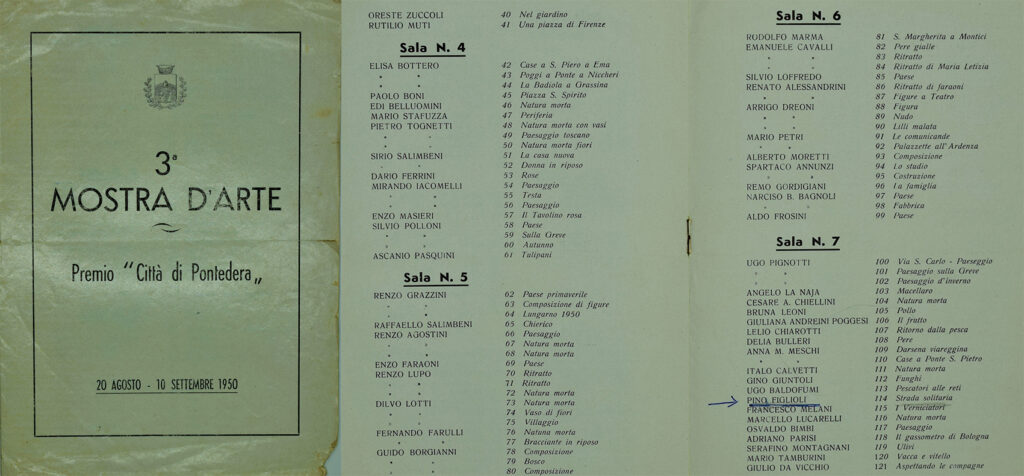 3ª
MOSTRA D'ARTE
Premio "Città di Pontedera„
20 AGOSTO - 10 SETTEMBRE 1950
ORESTE ZUCCOLI 40 Nel giardino
RUTILIO MUTI 41 Una piazza di Firenze
Sala N. 4
ELISA BOTTERO 42 Case a S. Piero a Ema
" " 43 Poggi a Ponte a Niccheri
" " 44 La Badiola a Grassina
PAOLO BONI 45 Piazza S. Spirito
EDI BELLUOMINI 46 Natura morta
MARIO STAFUZZA 47 Periferia
PIETRO TOGNETTI 48 Natura morta con vasi
" " 49 Paesaggio toscano
" " 50 Natura morta fiori
SIRIO SALIMBENI 51 La casa nuova
" " 52 Donna in riposo
DARIO FERRINI 53 Rose
MIRANDO IACOMELLI 54 Paesaggio
" " 55 Testa
" " 56 Paesaggio
ENZO MASIERI 57 Il Tavolino rosa
SILVIO POLLONI 58 Paese
" " 59 Sulla Greve
" " 60 Autunno
ASCANIO PASQUINI 61 Tulipani
Sala N. 5
RENZO GRAZZINI 62 Paese primaverile
" " 63 Composizione di figure
" " 64 Lungarno 1950
RAFFAELLO SALIMBENI 65 Chierico
RENZO AGOSTINI 66 Paesaggio
" " 67 Natura morta
" " 68 Natura morta
ENZO FARAONI 69 Paese
RENZO LUPO 70 Ritratto
" " 71 Ritratto
" " 72 Natura morta
DILVO LOTTI 73 Natura morta
" " 74 Vaso di fiori
" " 75 Villaggio
FERNANDO FARULLI 76 Natuna morta
" " 77 Bracciante in riposo
GUIDO BORGIANNI 78 Composizione
" " 79 Bosco
" " 80 Composizione
Sala N. 6
RODOLFO MARMA 81 S. Margherita a Montici
EMANUELE CAVALLI 82 Pere gialle
" " 83 Ritratto
" " 84 Ritratto di Maria Letizia
SILVIO LOFFREDO 85 Paese
RENATO ALESSANDRINI 86 Ritratto di faraoni
" " 87 Figure a Teatro
ARRIGO DREONI 88 Figura
" " 89 Nudo
" " 90 Lilli malata
MARIO PETRI 91 Le comunicande
" " 92 Palazzette all'Ardenza
ALBERTO MORETTI 93 Composizione
SPARTACO ANNUNZI 94 Lo studio
" " 95 Costruzione
REMO GORDIGIANI 96 La famiglia
NARCISO B. BAGNOLI 97 Paese
" " 98 Fabbrica
ALDO FROSINI 99 Paese
Sala N. 7
UGO PIGNOTTI 100 Via S. Carlo - Paeseggio
" " 101 Paesaggio sulla Greve
" " 102 Paesaggio d'inverno
ANGELO LA NAJA 103 Macellaro
CESARE A. CHIELLINI 104 Natura morta
BRUNA LEONI 105 Pollo
GIULIANA ANDREINI POGGESI 106 Il frutto
LELIO CHIAROTTI 107 Ritorno dalla pesca
DELIA BULLERI 108 Pere
ANNA M. MESCHI 109 Darsena viareggina
" " 110 Case a Ponte S. Pietro
ITALO CALVETTI 111 Natura morta
GINO GIUNTOLI 112 Funghi
UGO BALDOFUMI 113 Pescatori alle reti
PINO FIGLIOLI 114 Strada solitaria
FRANCESCO MELANI 115 I Verniciatori
MARCELLO LUCARELLI 116 Natura morta
OSVALDO BIMBI 117 Paesaggio
ADRIANO PARISI 118 Il gassometro di Bologna
SERAFINO MONTAGNANI 119 Ulivi
MARIO TAMBURINI 120 Vacca e vitello
GIULIO DA VICCHIO 121 Aspettando le compagne